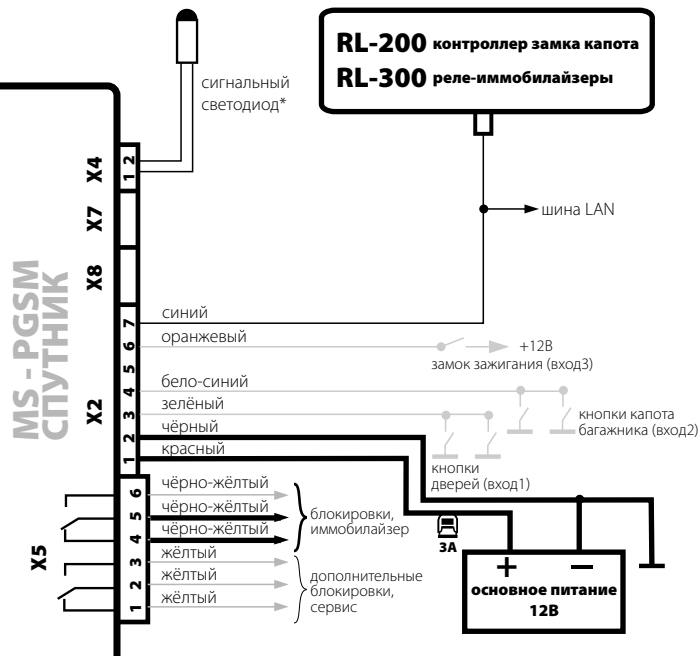 RL-200 контроллер замка капота
RL-300 реле-иммобилайзеры
сигнальный
светодиод*
X4
1 2
X7
шина LAN
X8
MS - PGSM
СПУТНИК
X2
7
синий
6
оранжевый
+12В
замок зажигания (вход3)
5
4
бело-синий
3
зелёный
кнопки капота
багажника (вход2)
2
чёрный
1
красный
кнопки
дверей (вход1)
X5
6
чёрно-жёлтый
5
чёрно-жёлтый
4
чёрно-жёлтый
блокировки,
иммобилайзер
3
жёлтый
2
жёлтый
1
жёлтый
дополнительные
блокировки,
сервис
3А
+
−
основное питание
12В